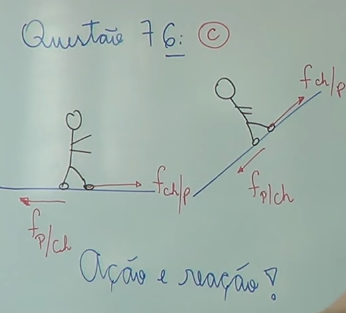 Questão 76: C
fch/p
fch/p
fp/ch
fp/ch
Ação e reação!